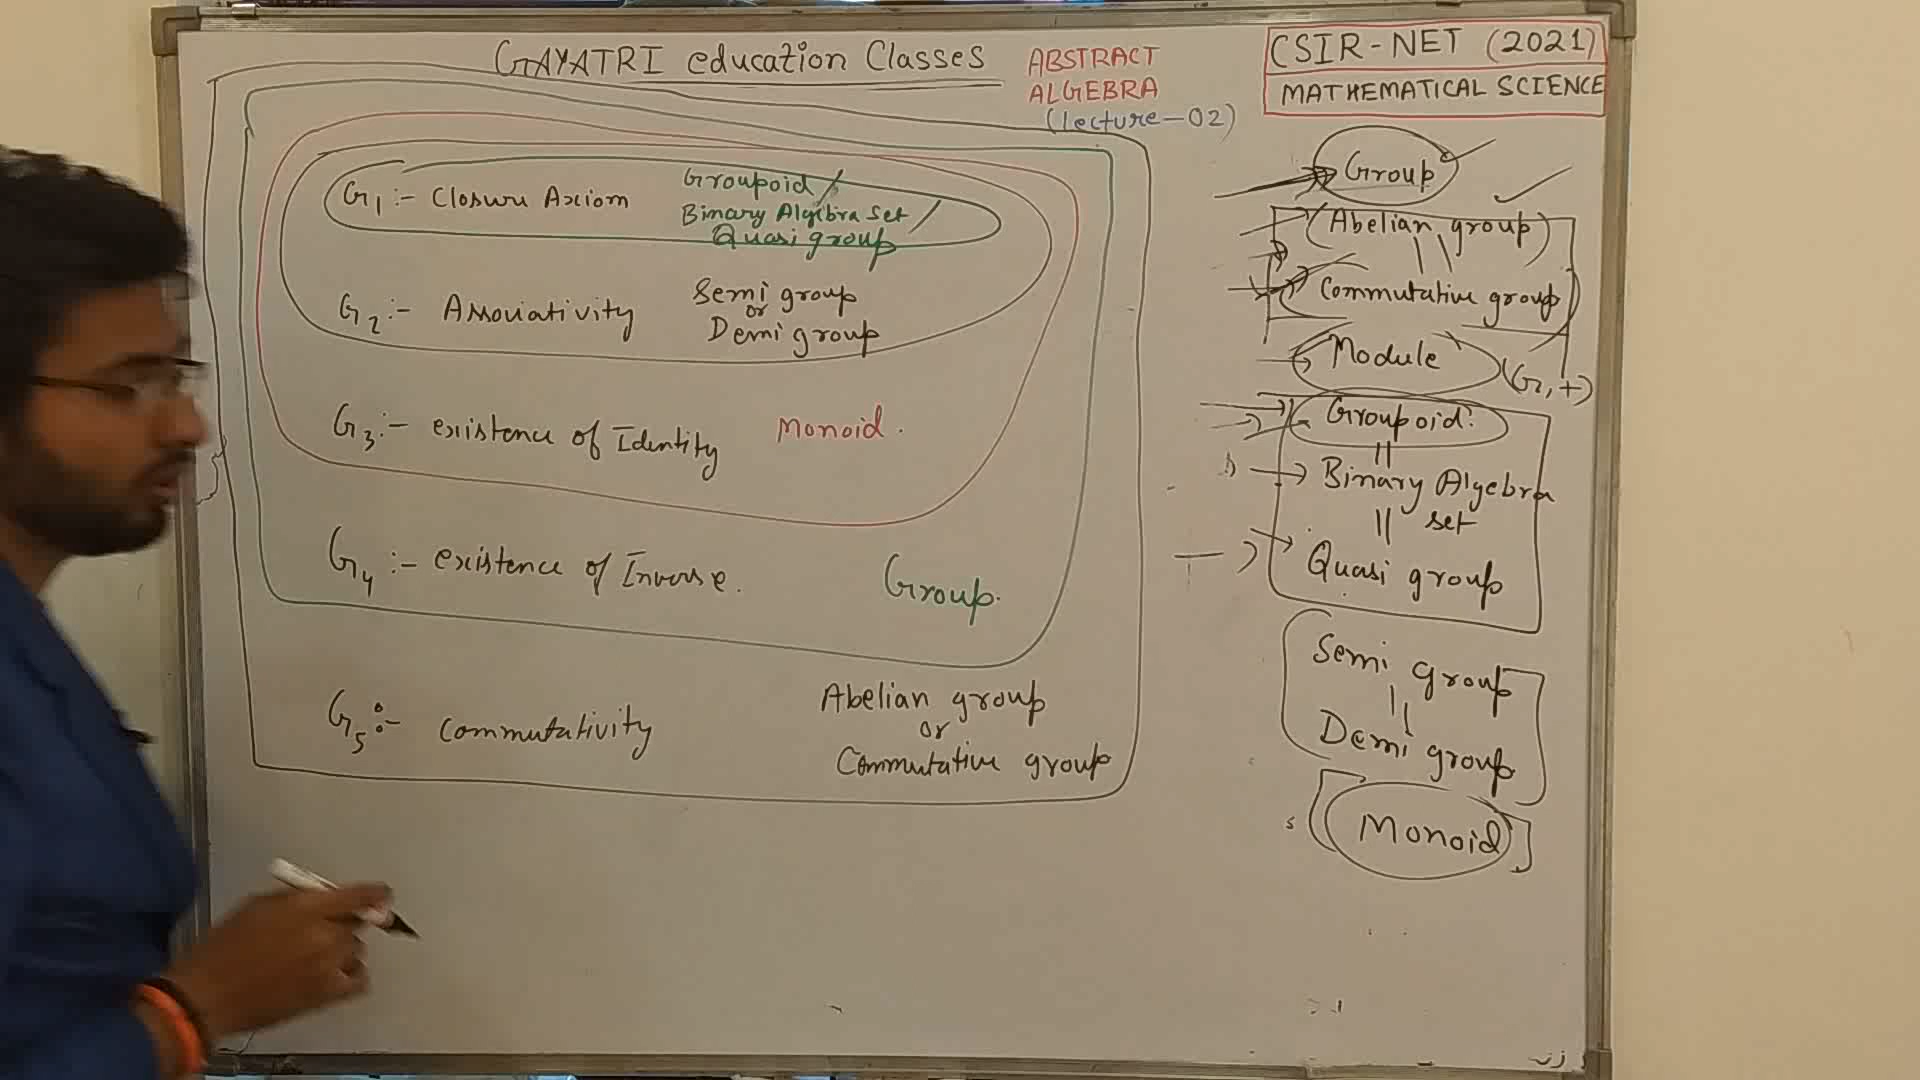 GAYATRI education Classes
ABSTRACT
ALGEBRA
(lecture-02)
CSIR-NET (2021)
MATHEMATICAL SCIENCE
G1:- Closure Axiom
Groupoid /
Binary Algebra Set /
Quasi group
G2:- Associativity
Semi group
or
Demi group
G3:- existence of Identity
Monoid.
G4:- existence of Inverse.
Group.
G5:- Commutativity
Abelian group
or
Commutative group
Group
(Abelian group)
Commutative group
Module
(G,+)
Groupoid:
Binary Algebra
set
Quasi group
Semi group
Demi group
Monoid